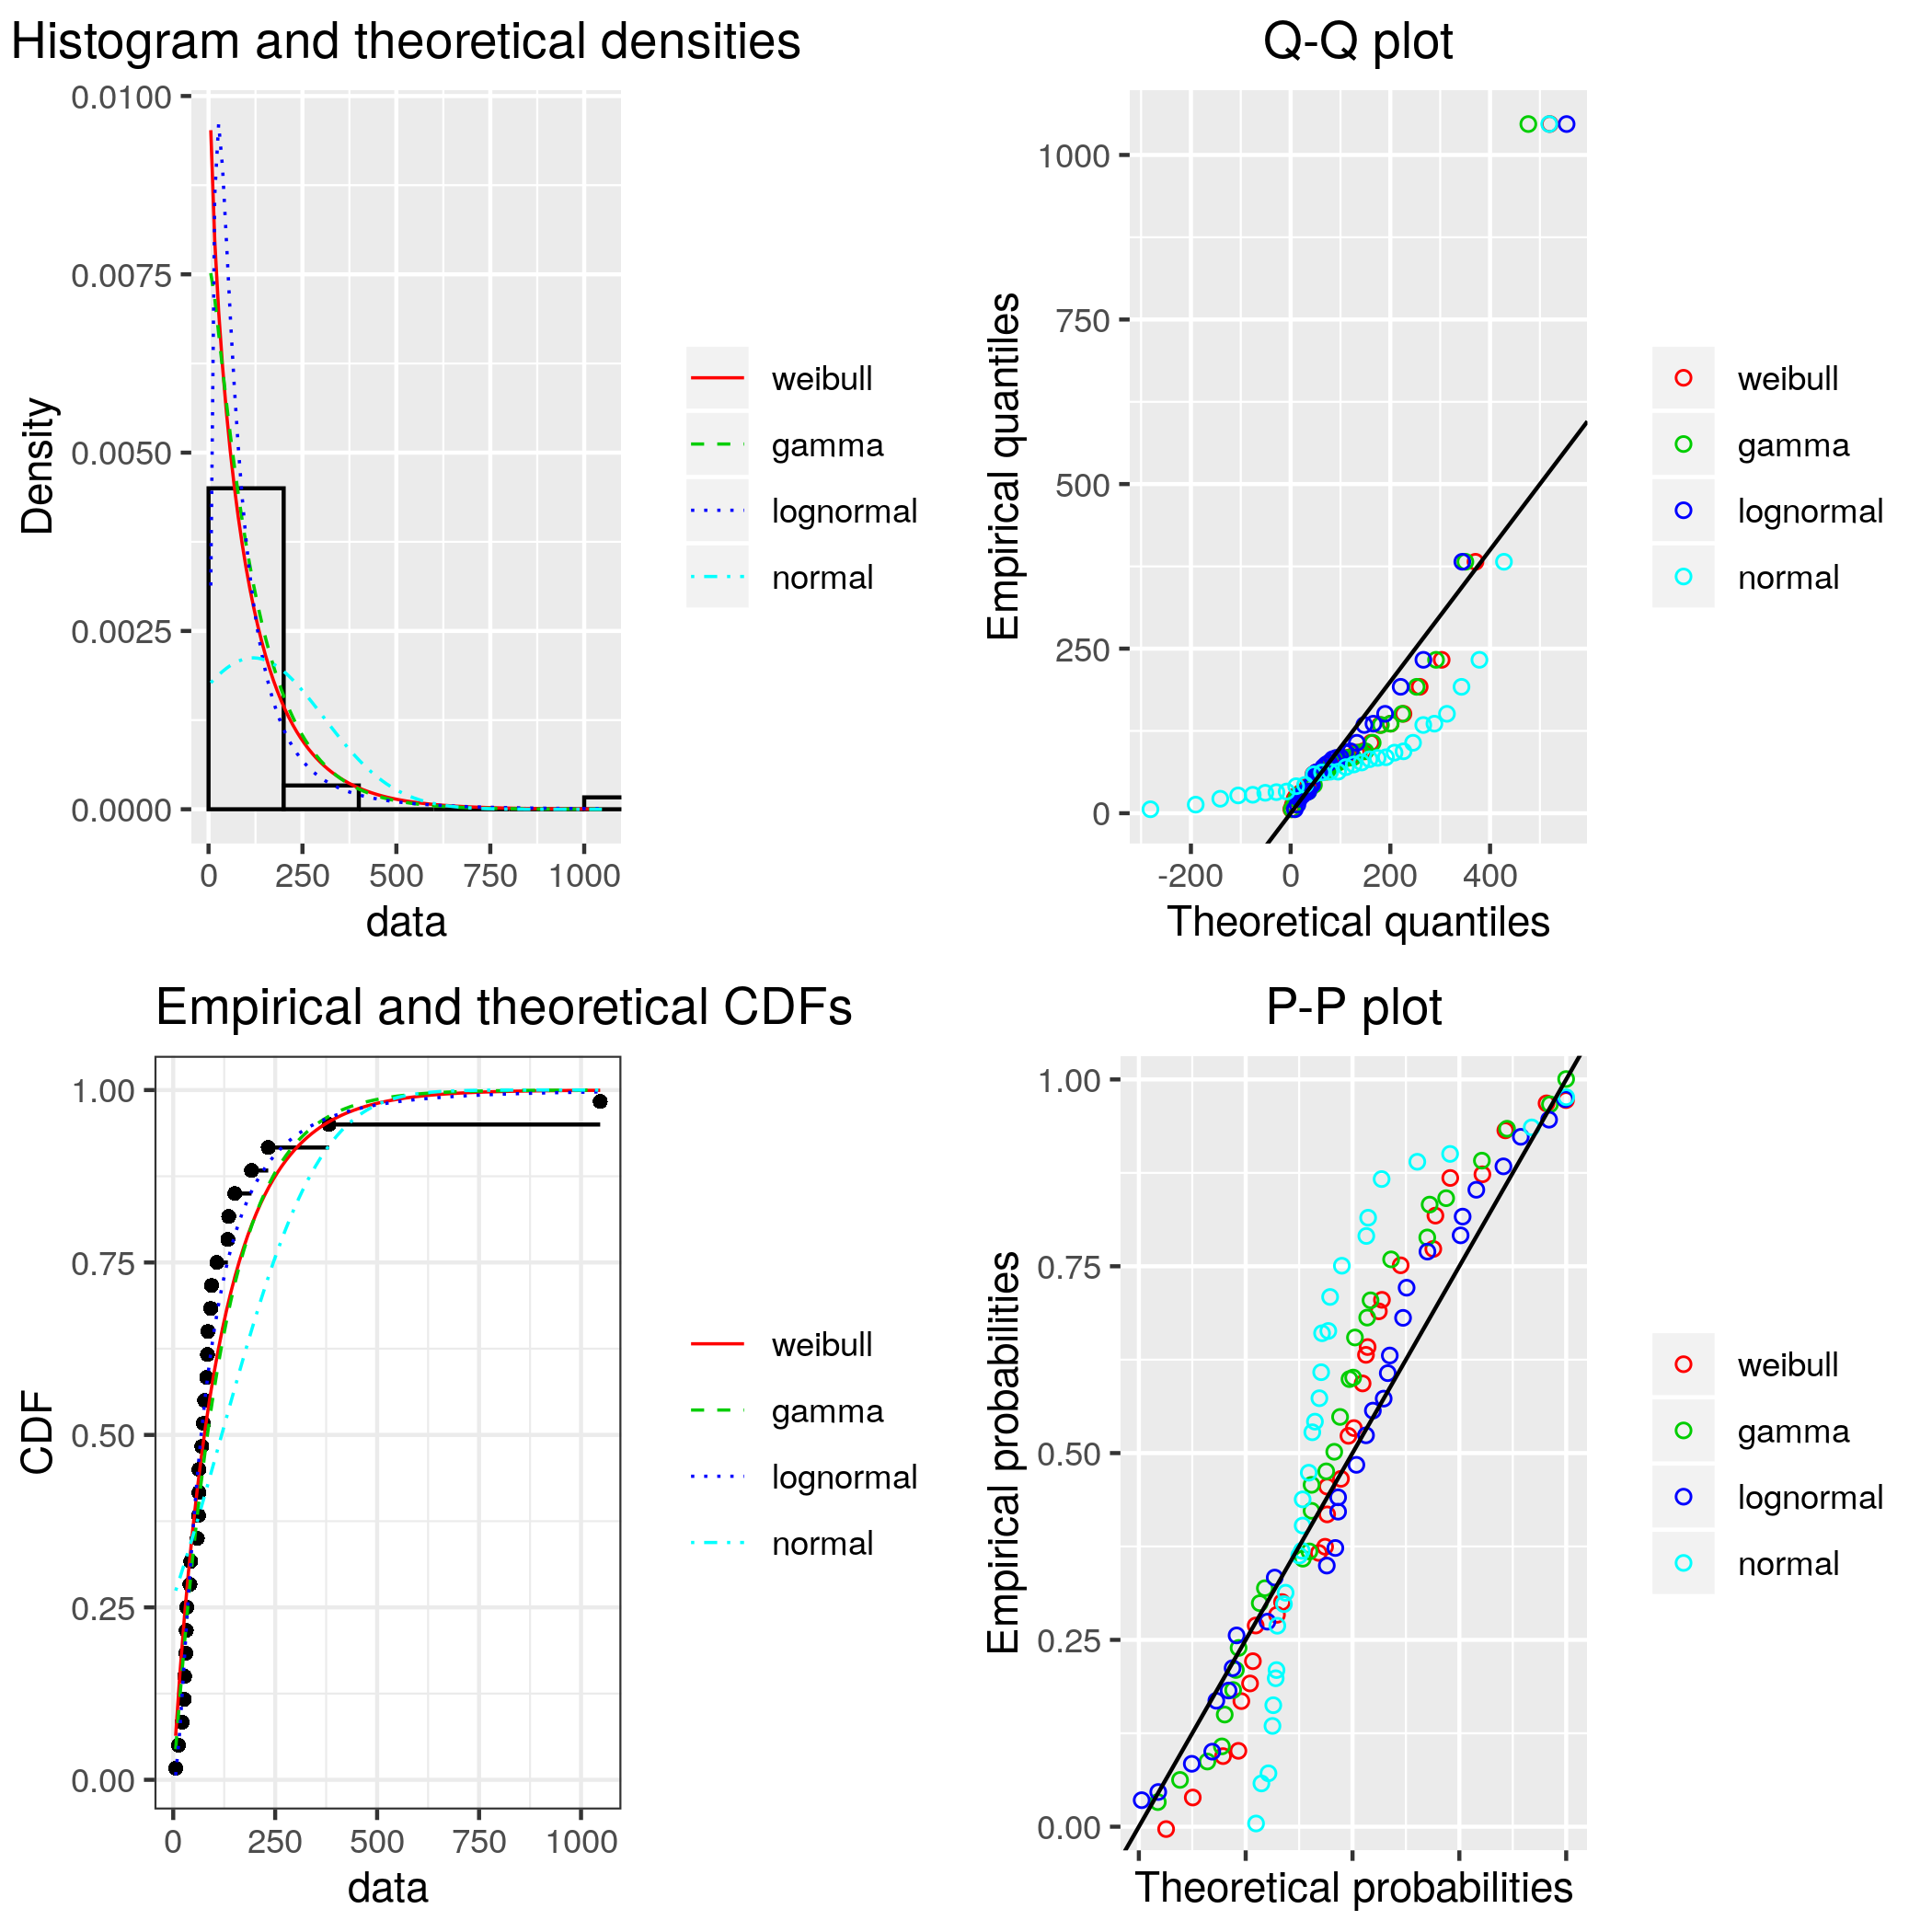 Histogram and theoretical densities
0.0100
0.0075
0.0050
0.0025
0.0000
Density
0 250 500 750 1000
data
weibull
gamma
lognormal
normal
Q-Q plot
1000
750
500
250
0
Empirical quantiles
-200 0 200 400
Theoretical quantiles
weibull
gamma
lognormal
normal
Empirical and theoretical CDFs
1.00
0.75
0.50
0.25
0.00
CDF
0 250 500 750 1000
data
weibull
gamma
lognormal
normal
P-P plot
1.00
0.75
0.50
0.25
0.00
Empirical probabilities
Theoretical probabilities
weibull
gamma
lognormal
normal